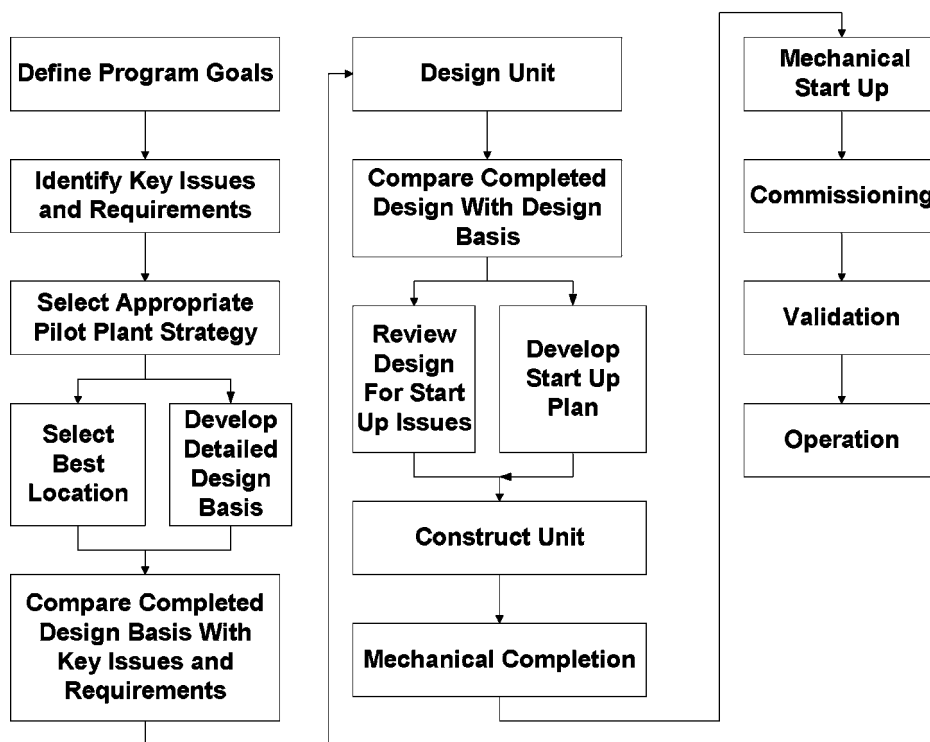 Define Program Goals
Identify Key Issues
and Requirements
Select Appropriate
Pilot Plant Strategy
Select
Best
Location
Develop
Detailed
Design
Basis
Compare Completed
Design Basis With
Key Issues and
Requirements
Design Unit
Compare Completed
Design With Design
Basis
Review
Design
For Start
Up Issues
Develop
Start Up
Plan
Construct Unit
Mechanical Completion
Mechanical
Start Up
Commissioning
Validation
Operation